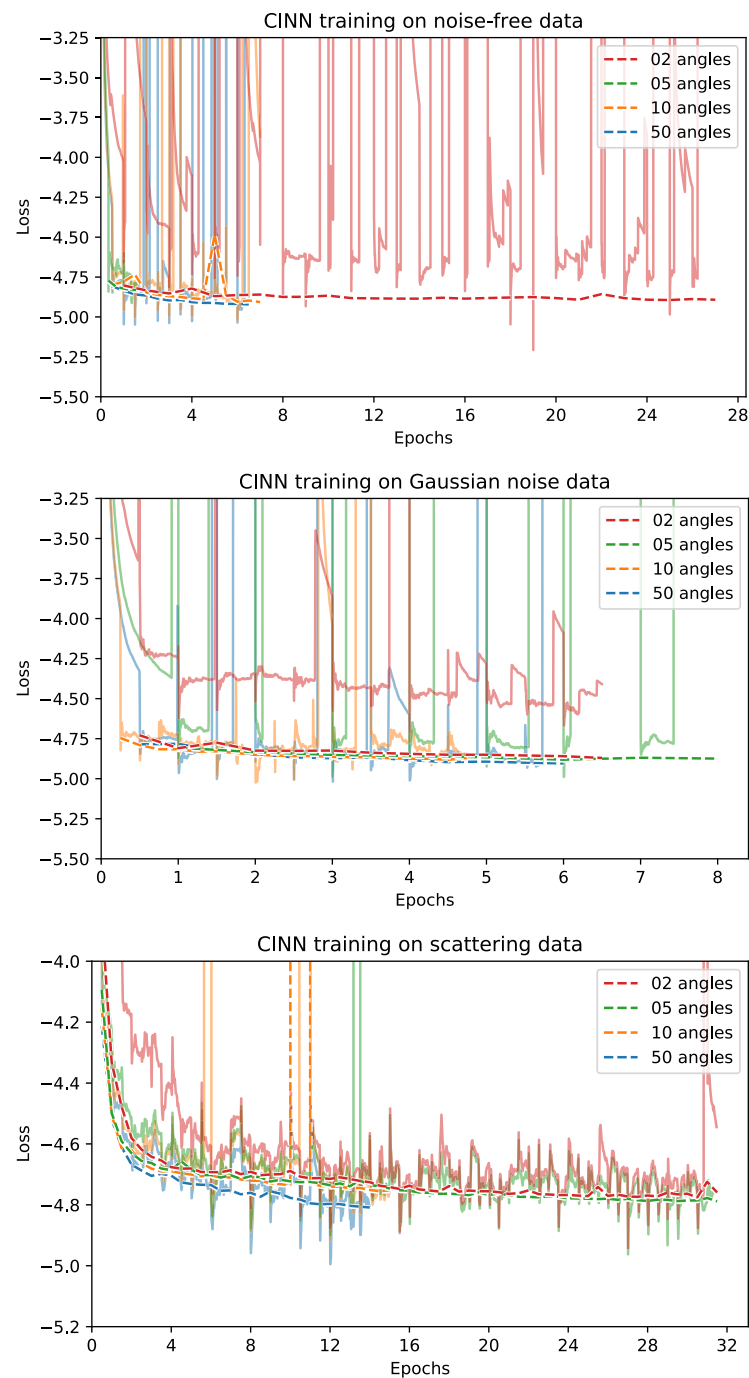 CINN training on noise-free data
−3.25
−3.50
−3.75
−4.00
−4.25
−4.50
−4.75
−5.00
−5.25
−5.50
Loss
02 angles
05 angles
10 angles
50 angles
0 4 8 12 16 20 24 28
Epochs
CINN training on Gaussian noise data
−3.25
−3.50
−3.75
−4.00
−4.25
−4.50
−4.75
−5.00
−5.25
−5.50
Loss
02 angles
05 angles
10 angles
50 angles
0 1 2 3 4 5 6 7 8
Epochs
CINN training on scattering data
−4.0
−4.2
−4.4
−4.6
−4.8
−5.0
−5.2
Loss
02 angles
05 angles
10 angles
50 angles
0 4 8 12 16 20 24 28 32
Epochs